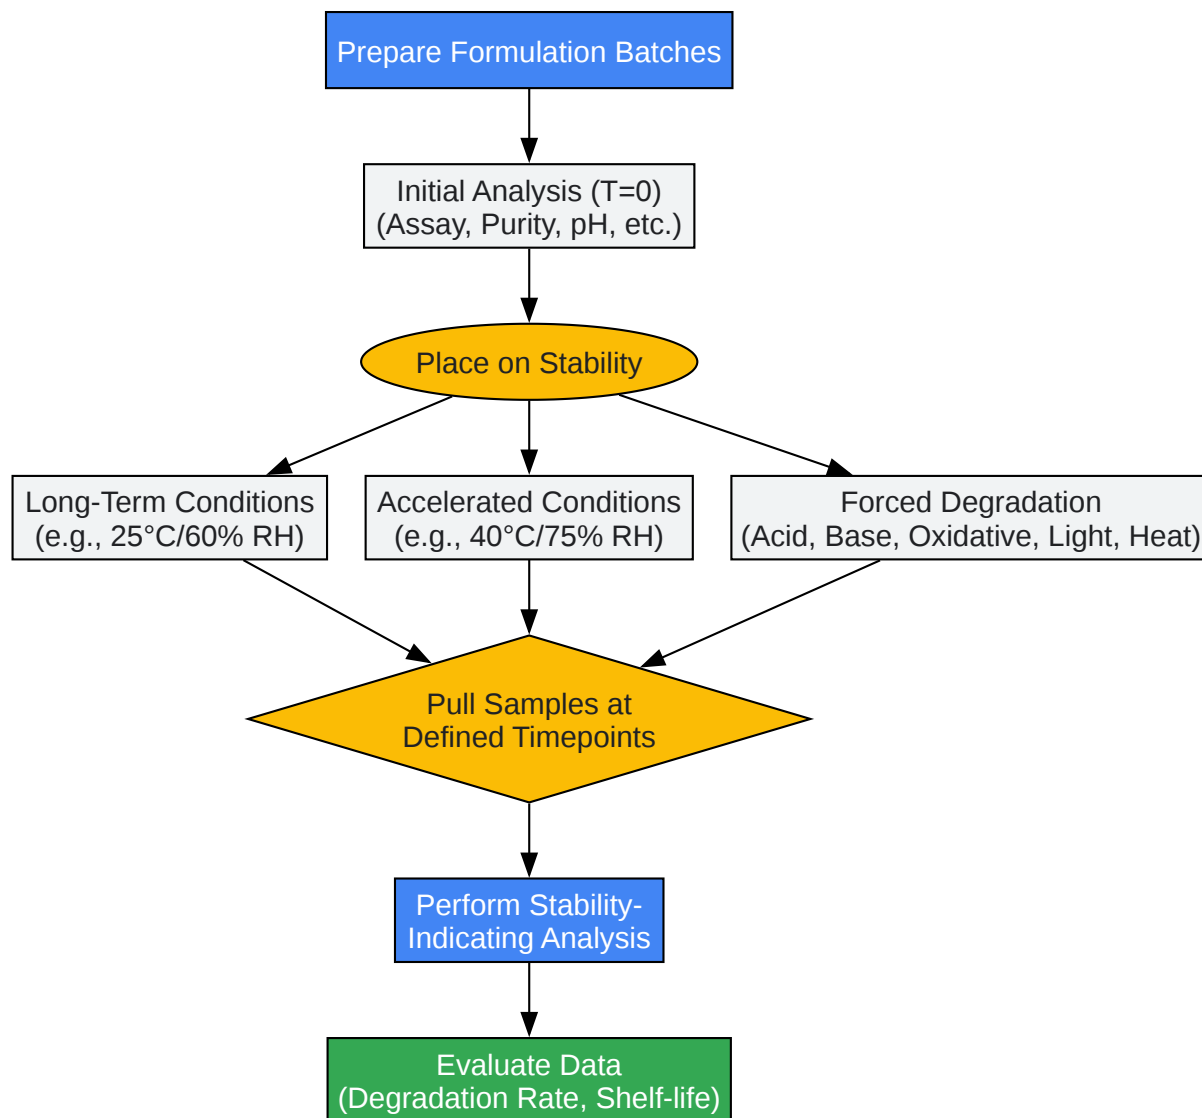 Prepare Formulation Batches
Initial Analysis (T=0)
(Assay, Purity, pH, etc.)
Place on Stability
Long-Term Conditions
(e.g., 25°C/60% RH)
Accelerated Conditions
(e.g., 40°C/75% RH)
Forced Degradation
(Acid, Base, Oxidative, Light, Heat)
Pull Samples at
Defined Timepoints
Perform Stability-
Indicating Analysis
Evaluate Data
(Degradation Rate, Shelf-life)